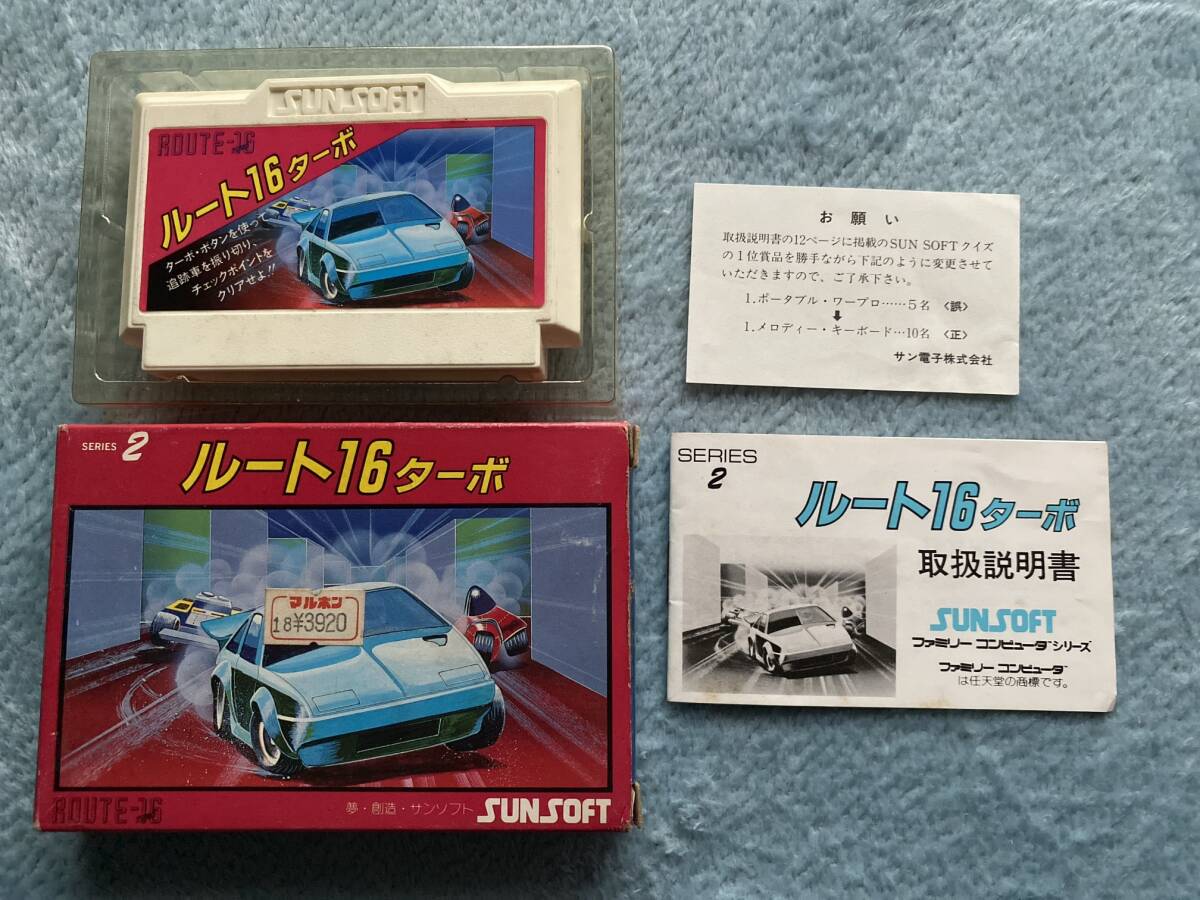 SUNSOFT
ROUTE-16
ルート16ターボ
ターボ・ボタンを使って
追跡車を振り切り、
チェックポイントを
クリアせよ!!
お願い
取扱説明書の12ページに掲載のSUN SOFTクイズ
の1位賞品を勝手ながら下記のように変更させて
いただきますので、ご了承下さい。
1.ポータブル・ワープロ……5名 〈誤〉
⬇
1.メロディー・キーボード…10名 〈正〉
サン電子株式会社
SERIES 2
ルート16ターボ
マルホン
18¥3920
ROUTE-16
夢・創造・サンソフト SUNSOFT
SERIES
2
ルート16ターボ
取扱説明書
SUNSOFT
ファミリー コンピュータ™シリーズ
ファミリー コンピュータ™
は任天堂の商標です。